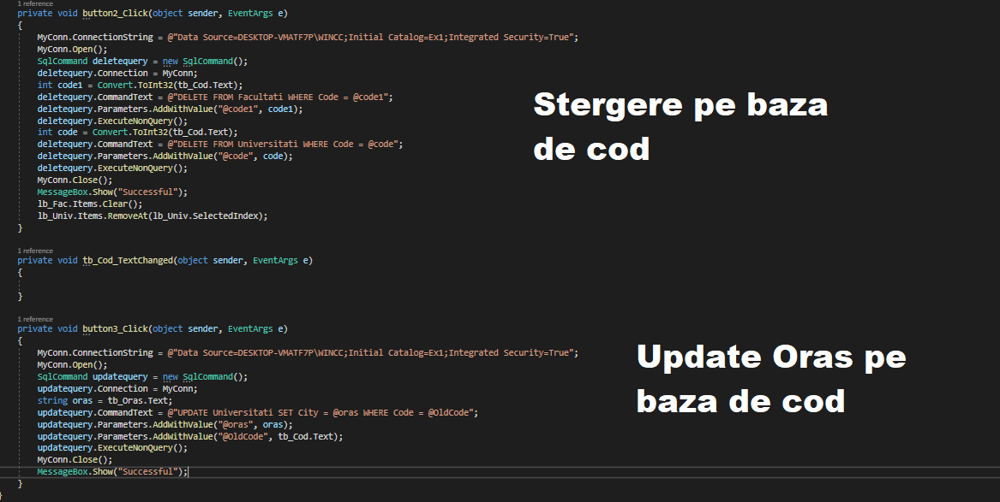 1 reference
private void button2_Click(object sender, EventArgs e)
{
MyConn.ConnectionString = @"Data Source=DESKTOP-VMATF7P\WINCC;Initial Catalog=Ex1;Integrated Security=True";
MyConn.Open();
SqlCommand deletequery = new SqlCommand();
deletequery.Connection = MyConn;
int code1 = Convert.ToInt32(tb_Cod.Text);
deletequery.CommandText = @"DELETE FROM Facultati WHERE Code = @code1";
deletequery.Parameters.AddWithValue("@code1", code1);
deletequery.ExecuteNonQuery();
int code = Convert.ToInt32(tb_Cod.Text);
deletequery.CommandText = @"DELETE FROM Universitati WHERE Code = @code";
deletequery.Parameters.AddWithValue("@code", code);
deletequery.ExecuteNonQuery();
MyConn.Close();
MessageBox.Show("Successful");
lb_Fac.Items.Clear();
lb_Univ.Items.RemoveAt(lb_Univ.SelectedIndex);
}
Stergere pe baza
de cod
1 reference
private void tb_Cod_TextChanged(object sender, EventArgs e)
{
}
1 reference
private void button3_Click(object sender, EventArgs e)
{
MyConn.ConnectionString = @"Data Source=DESKTOP-VMATF7P\WINCC;Initial Catalog=Ex1;Integrated Security=True";
MyConn.Open();
SqlCommand updatequery = new SqlCommand();
updatequery.Connection = MyConn;
string oras = tb_Oras.Text;
updatequery.CommandText = @"UPDATE Universitati SET City = @oras WHERE Code = @OldCode";
updatequery.Parameters.AddWithValue("@oras", oras);
updatequery.Parameters.AddWithValue("@OldCode", tb_Cod.Text);
updatequery.ExecuteNonQuery();
MyConn.Close();
MessageBox.Show("Successful");
}
}
Update Oras pe
baza de cod